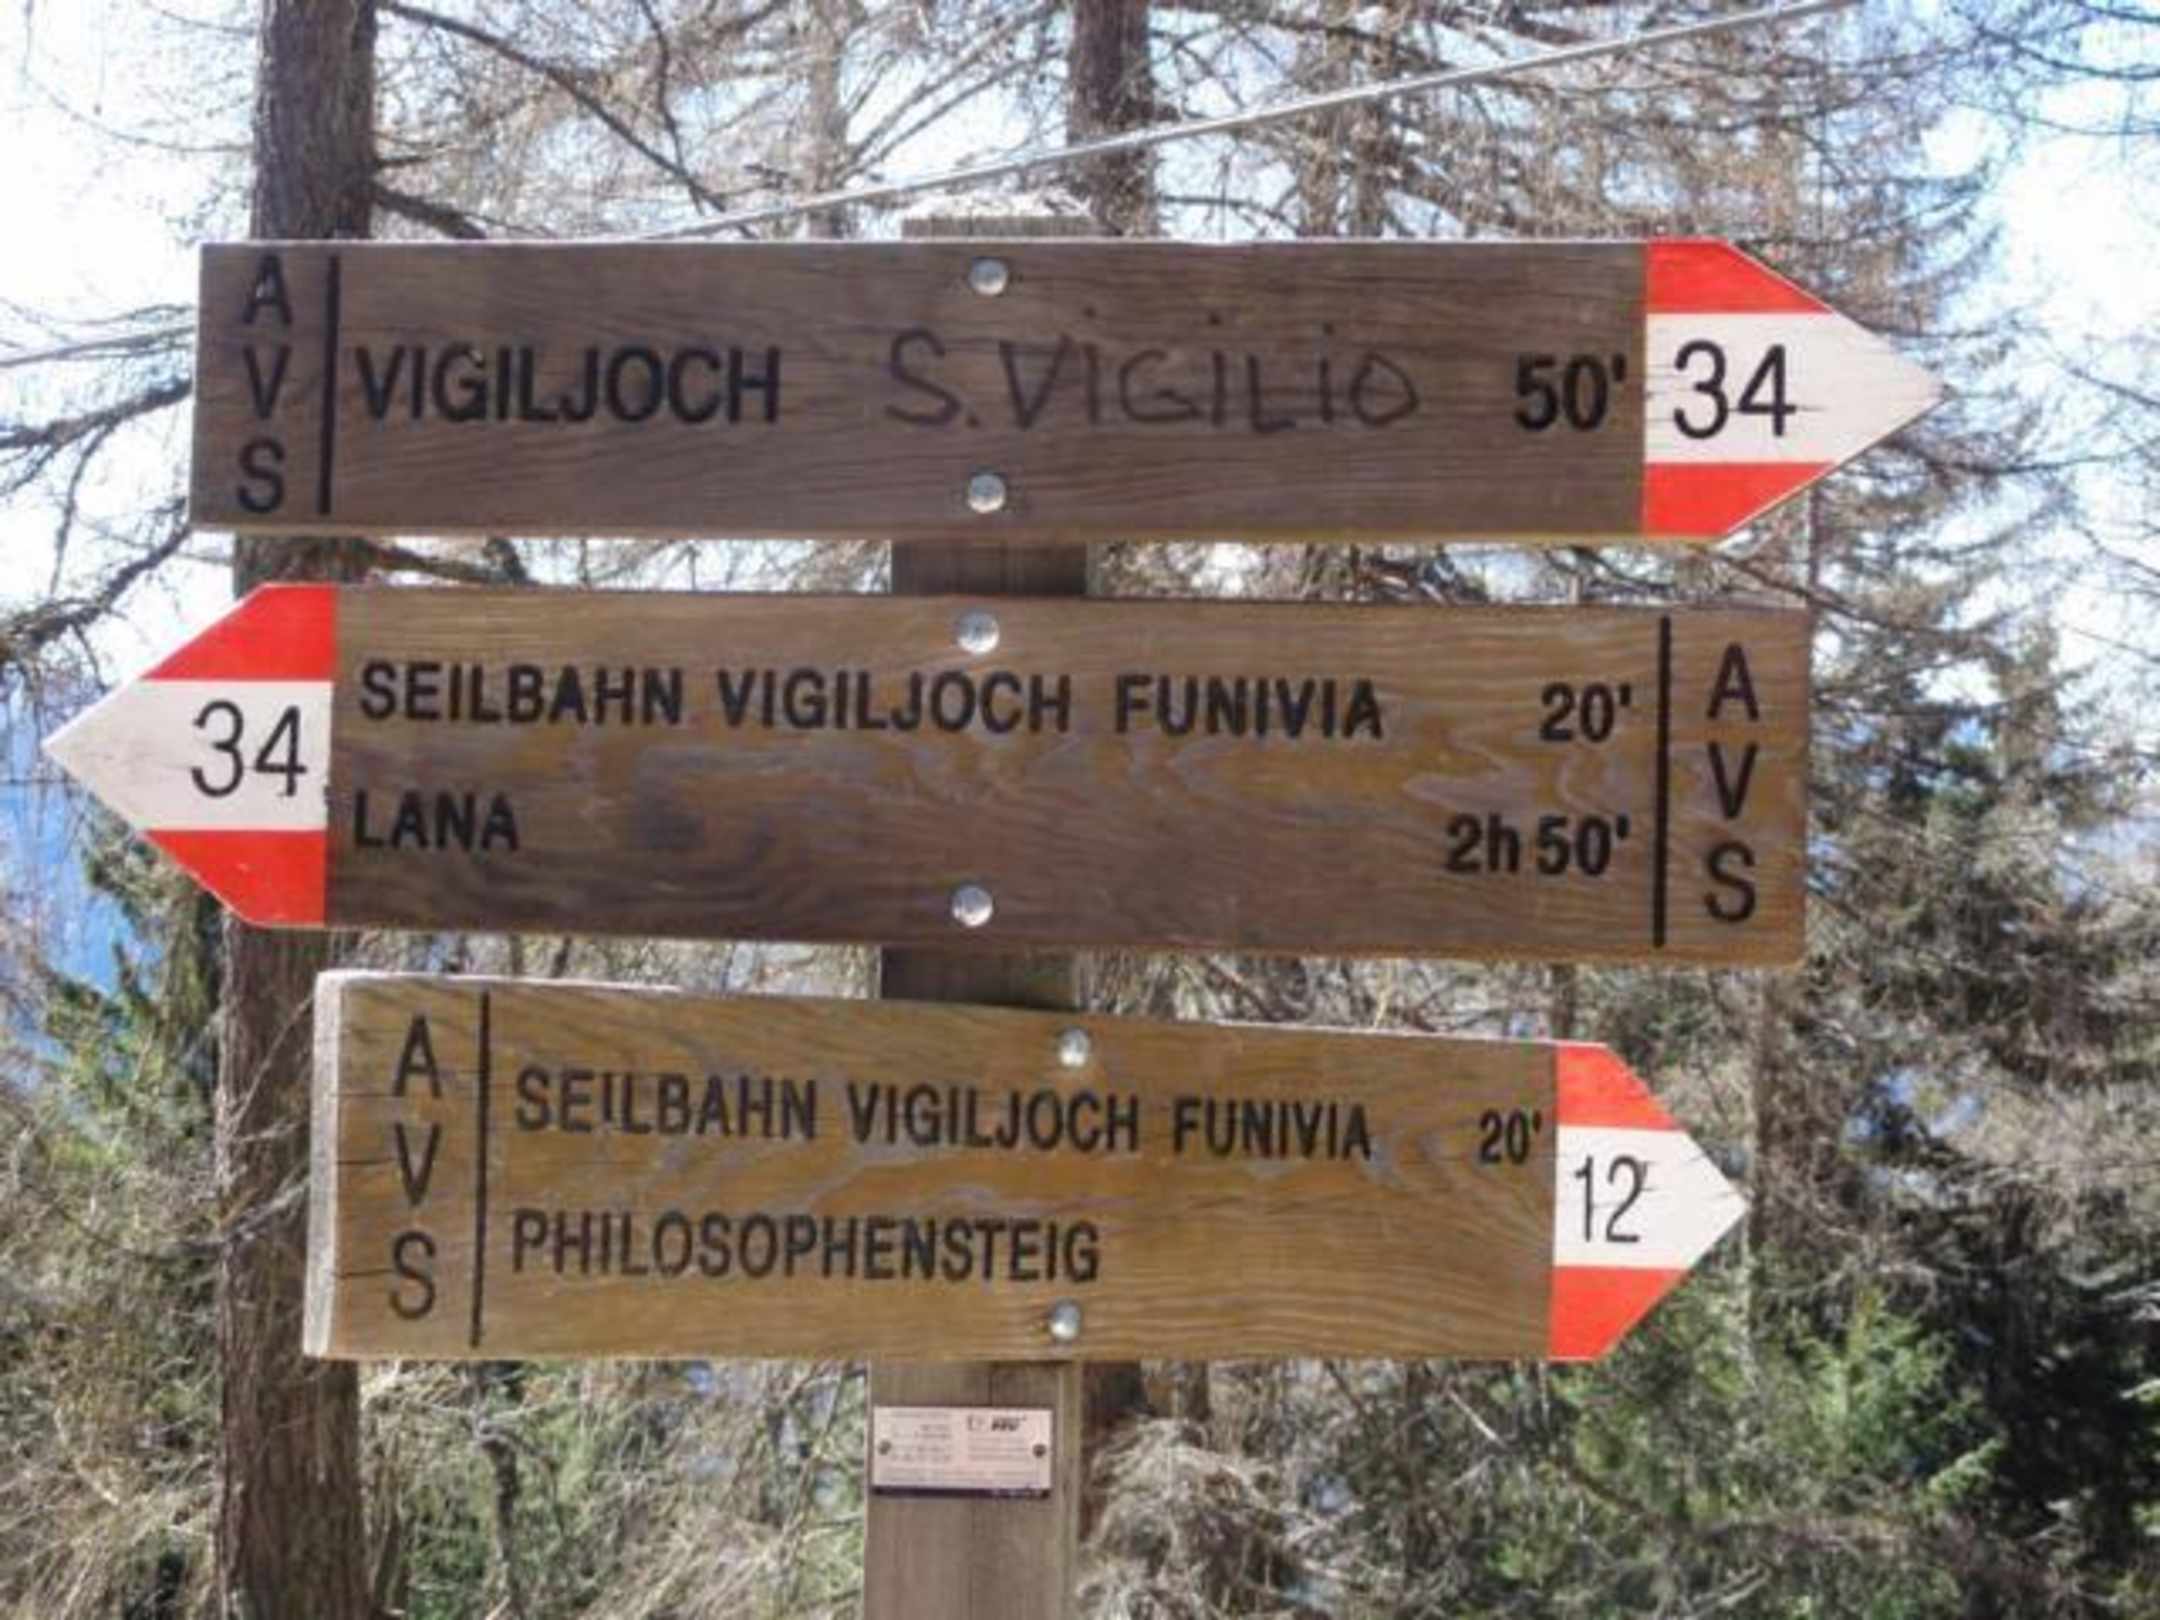 AVS VIGILJOCH S. VIGILIO 50' 34
34 SEILBAHN VIGILJOCH FUNIVIA 20' AVS
LANA 2h 50'
AVS SEILBAHN VIGILJOCH FUNIVIA 20' 12
PHILOSOPHENSTEIG